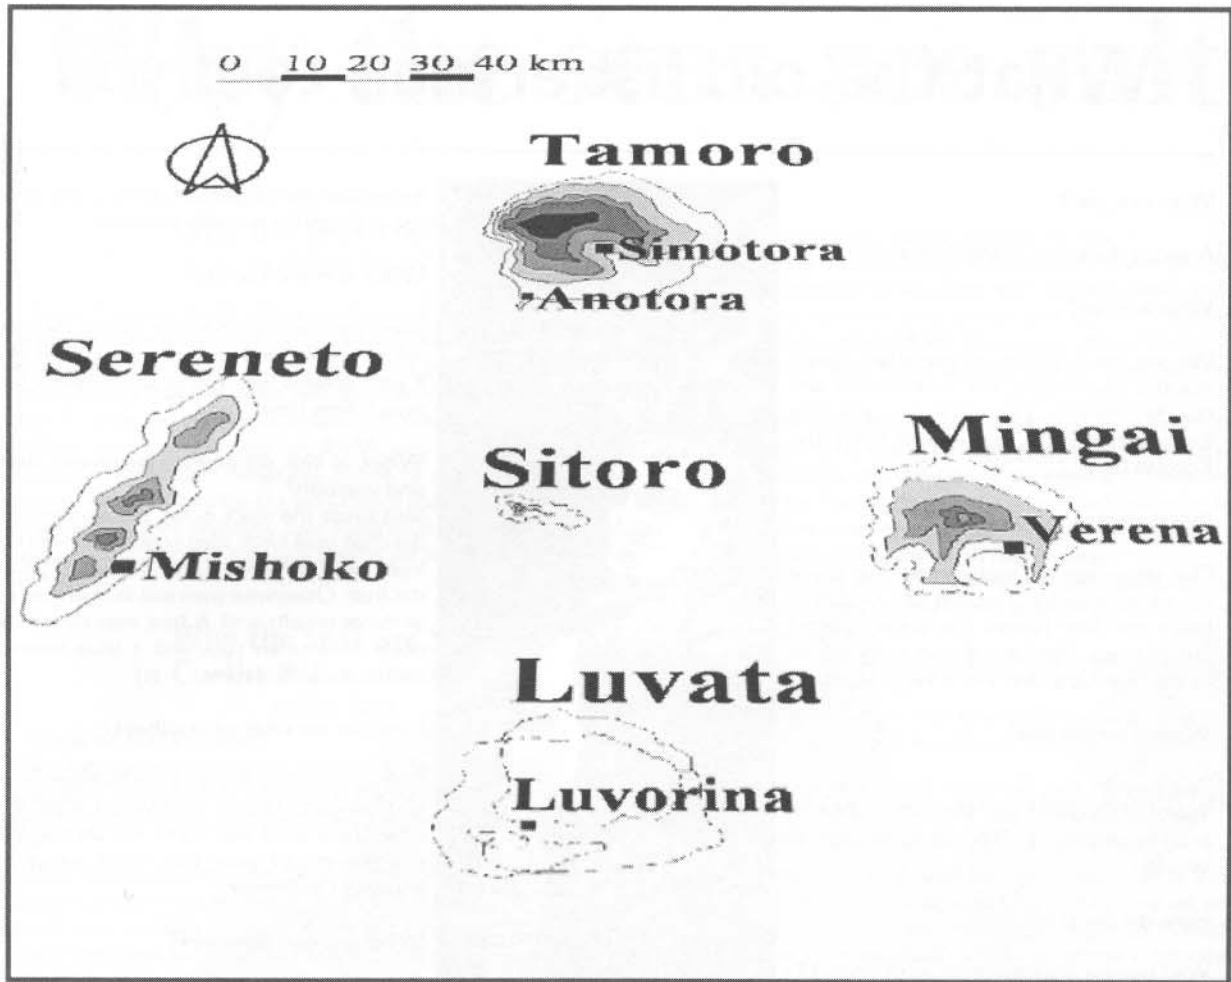 0 10 20 30 40 km
Tamoro
Simotora
Anotora
Sereneto
Mingai
Sitoro
Verena
Mishoko
Luvata
Luvorina